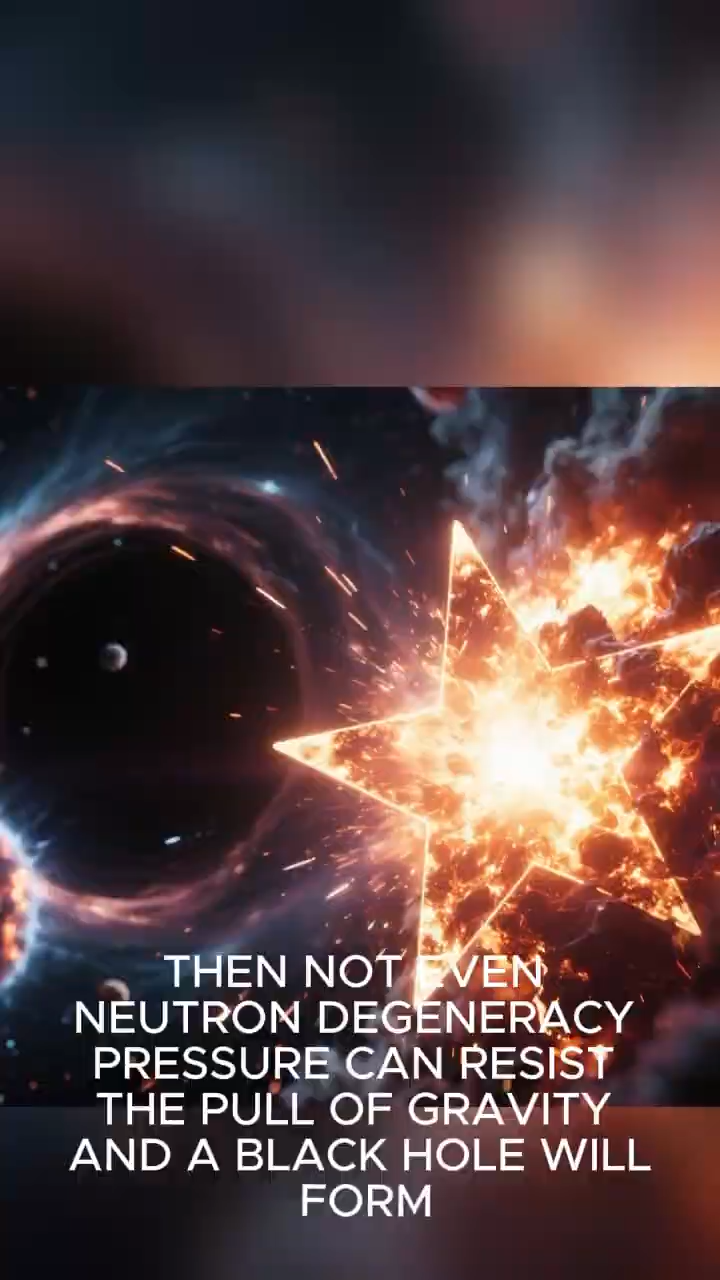 THEN NOT EVEN
NEUTRON DEGENERACY
PRESSURE CAN RESIST
THE PULL OF GRAVITY
AND A BLACK HOLE WILL
FORM